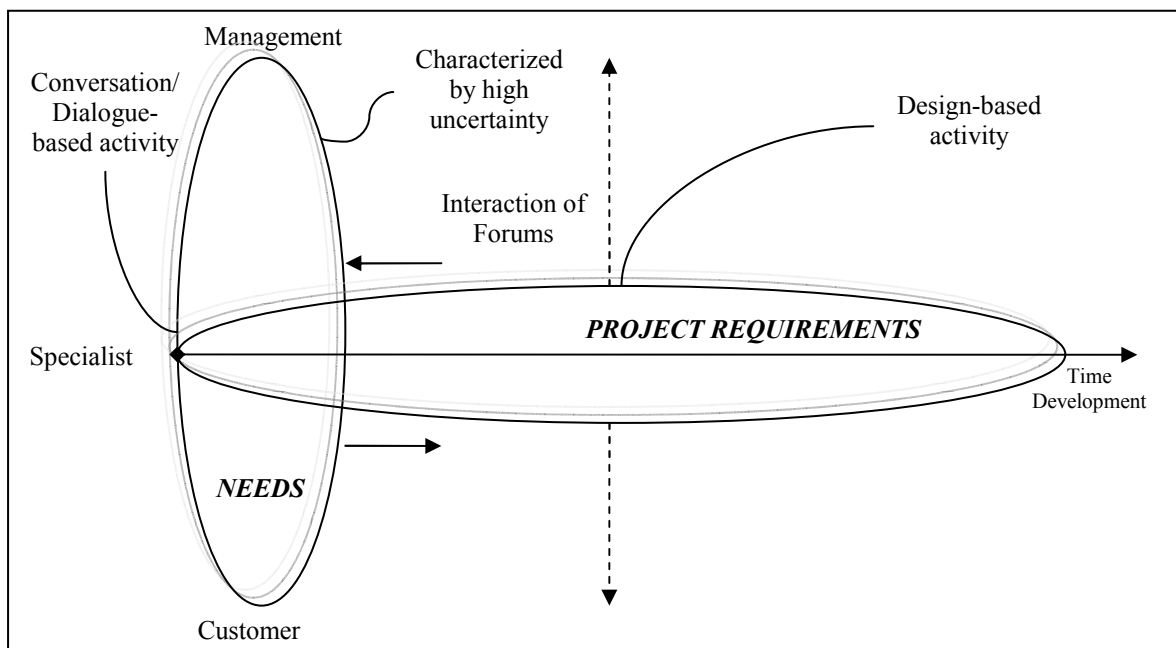 Management
Conversation/
Dialogue-
based activity
Characterized
by high
uncertainty
Design-based
activity
Interaction of
Forums
PROJECT REQUIREMENTS
Specialist
Time
Development
NEEDS
Customer